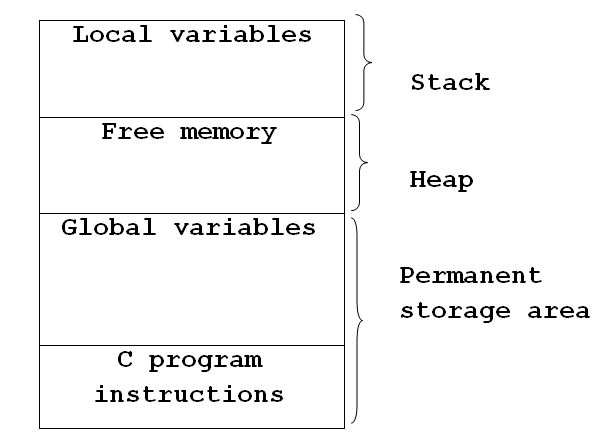 Local variables
Stack
Free memory
Heap
Global variables
Permanent
storage area
C program
instructions